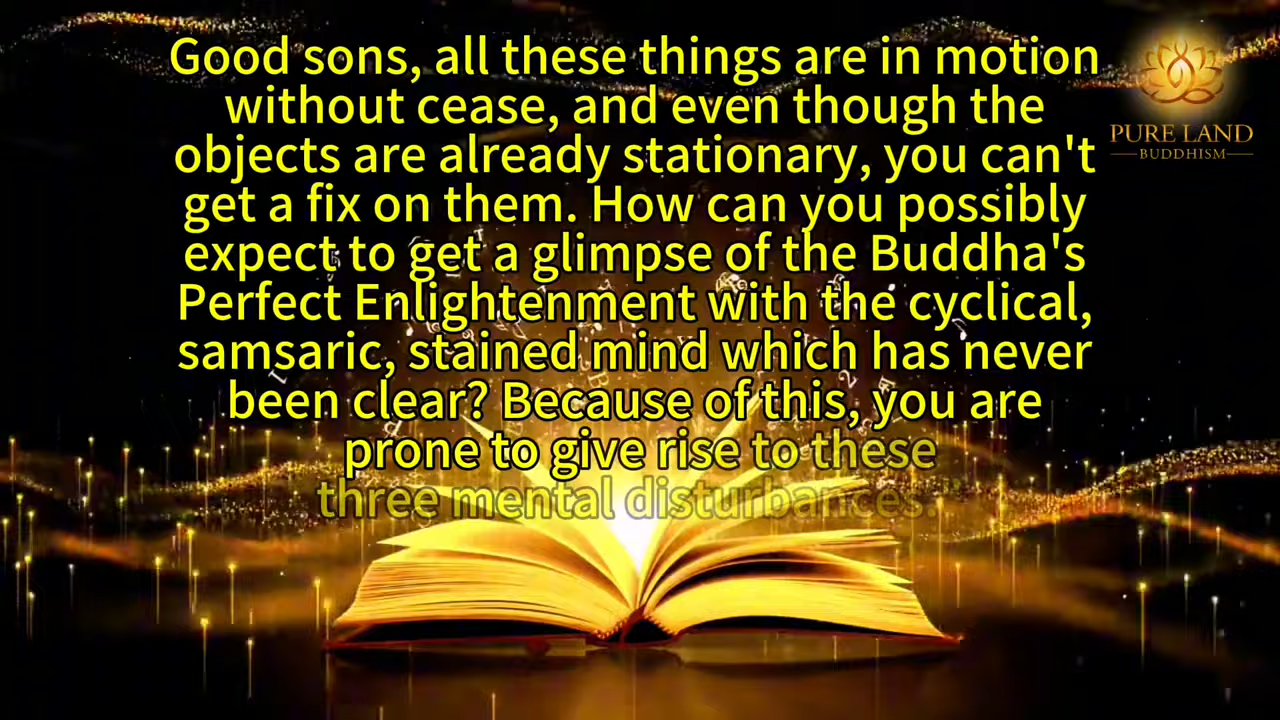 Good sons, all these things are in motion
without cease, and even though the
objects are already stationary, you can't
get a fix on them. How can you possibly
expect to get a glimpse of the Buddha's
Perfect Enlightenment with the cyclical,
samsaric, stained mind which has never
been clear? Because of this, you are
prone to give rise to these
three mental disturbances.
PURE LAND
BUDDHISM